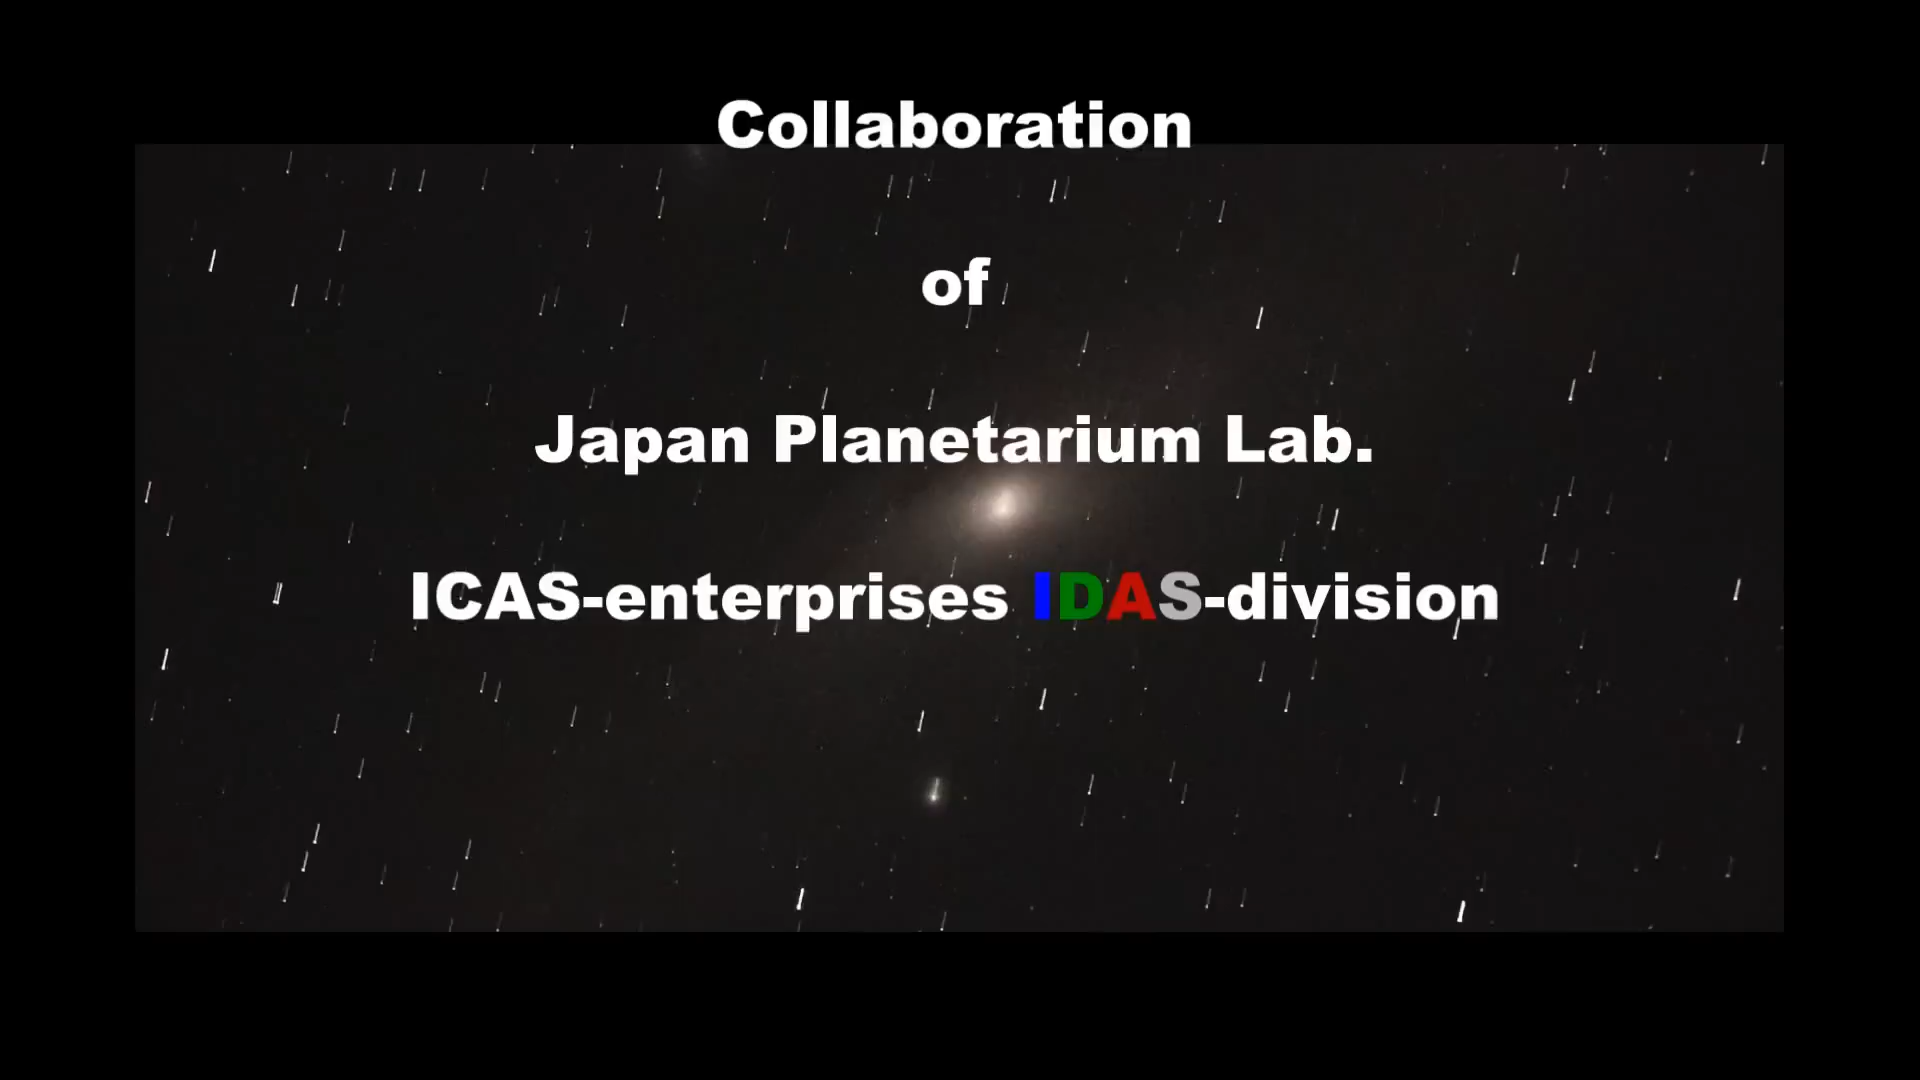 Collaboration
of
Japan Planetarium Lab.
ICAS-enterprises IDAS-division